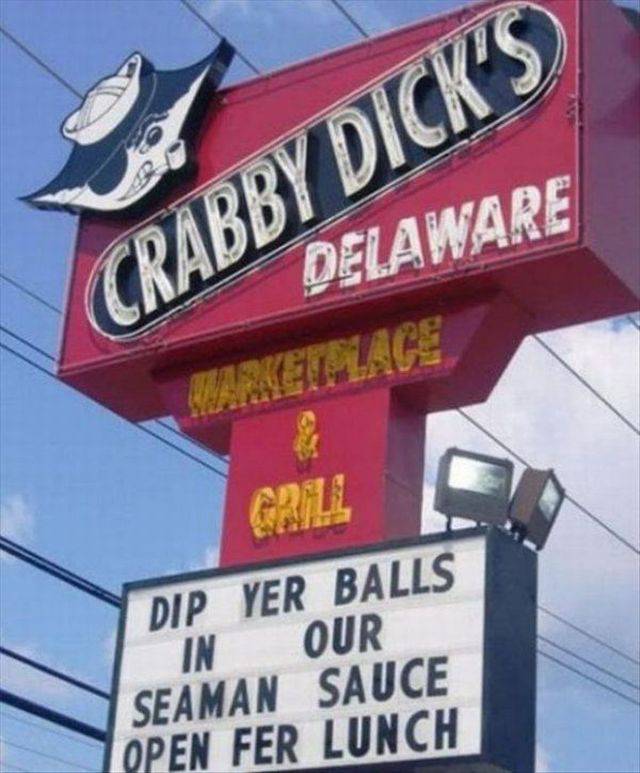 CRABBY DICK'S
DELAWARE
MARKETPLACE
&
GRILL
DIP YER BALLS
IN OUR
SEAMAN SAUCE
OPEN FER LUNCH